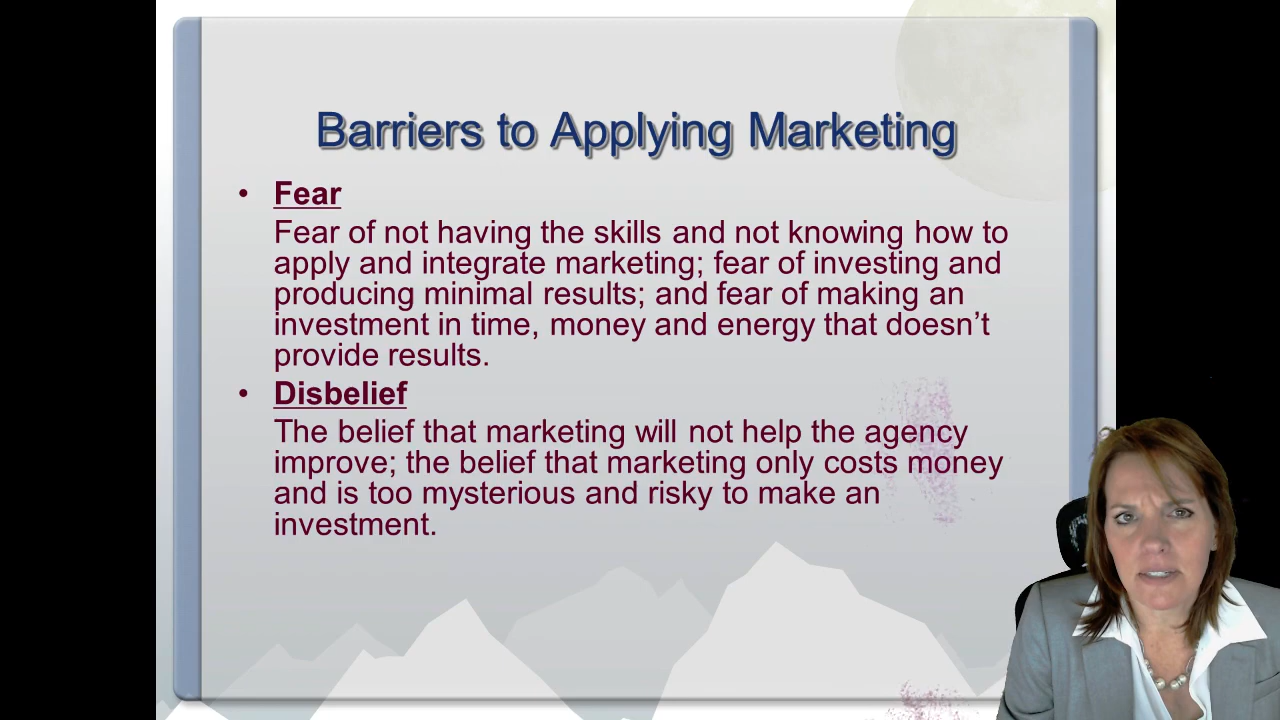 Barriers to Applying Marketing
• Fear
Fear of not having the skills and not knowing how to
apply and integrate marketing; fear of investing and
producing minimal results; and fear of making an
investment in time, money and energy that doesn’t
provide results.
• Disbelief
The belief that marketing will not help the agency
improve; the belief that marketing only costs money
and is too mysterious and risky to make an
investment.